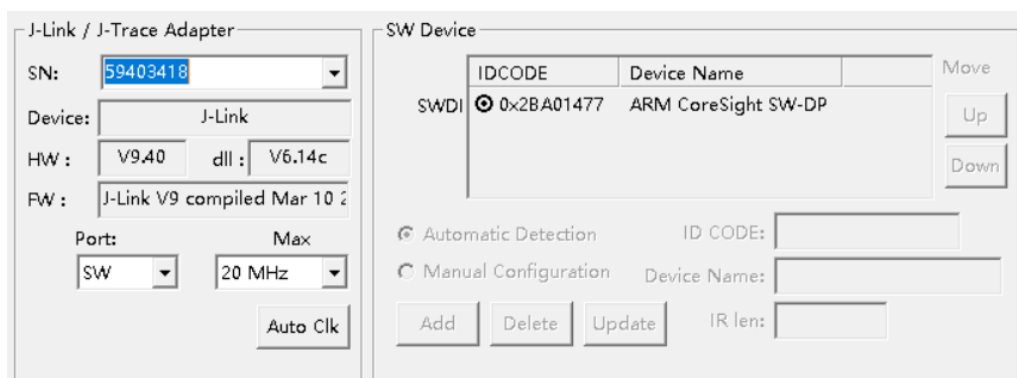 J-Link / J-Trace Adapter
SN: 59403418
Device: J-Link
HW : V9.40 dll : V6.14c
FW : J-Link V9 compiled Mar 10 2
Port: Max
SW 20 MHz
Auto Clk
SW Device
IDCODE Device Name
SWDI 0x2BA01477 ARM CoreSight SW-DP
Move
Up
Down
Automatic Detection ID CODE:
Manual Configuration Device Name:
Add Delete Update IR len: